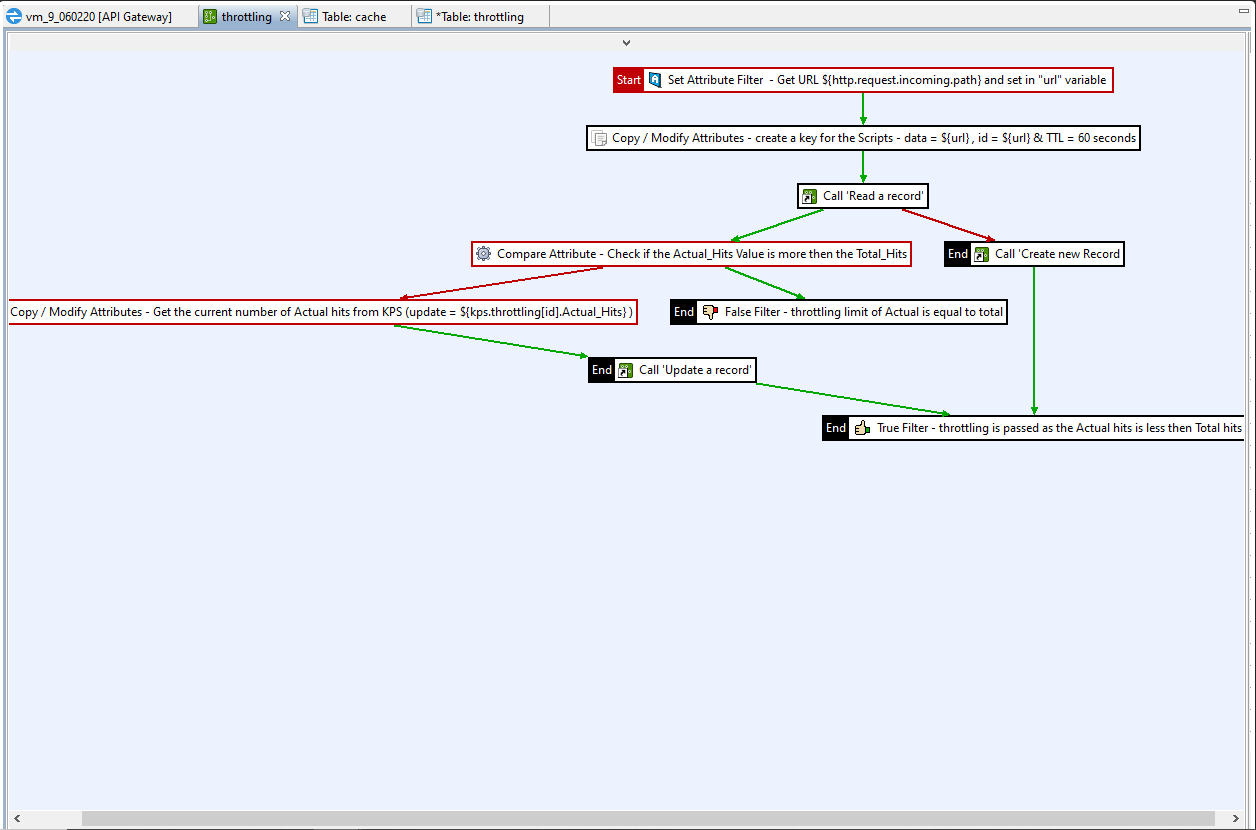 vm_9_060220 [API Gateway] throttling Table: cache *Table: throttling
Start Set Attribute Filter - Get URL ${http.request.incoming.path} and set in "url" variable
Copy / Modify Attributes - create a key for the Scripts - data = ${url} , id = ${url} & TTL = 60 seconds
Call 'Read a record'
Compare Attribute - Check if the Actual_Hits Value is more then the Total_Hits
End Call 'Create new Record
Copy / Modify Attributes - Get the current number of Actual hits from KPS (update = ${kps.throttling[id].Actual_Hits} )
End False Filter - throttling limit of Actual is equal to total
End Call 'Update a record'
End True Filter - throttling is passed as the Actual hits is less then Total hits